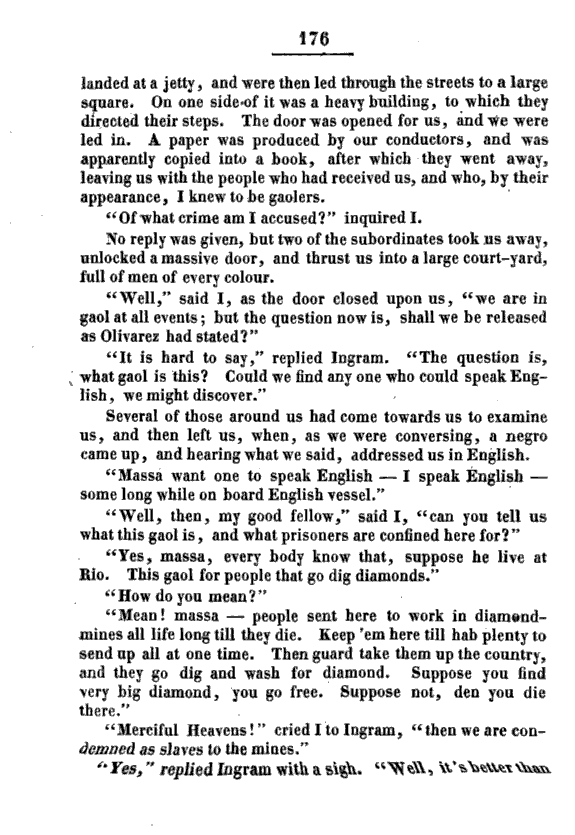 176
landed at a jetty, and were then led through the streets to a large
square. On one side of it was a heavy building, to which they
directed their steps. The door was opened for us, and we were
led in. A paper was produced by our conductors, and was
apparently copied into a book, after which they went away,
leaving us with the people who had received us, and who, by their
appearance, I knew to be gaolers.
"Of what crime am I accused?" inquired I.
No reply was given, but two of the subordinates took us away,
unlocked a massive door, and thrust us into a large court-yard,
full of men of every colour.
"Well," said I, as the door closed upon us, "we are in
gaol at all events; but the question now is, shall we be released
as Olivarez had stated?"
"It is hard to say," replied Ingram. "The question is,
what gaol is this? Could we find any one who could speak Eng-
lish, we might discover."
Several of those around us had come towards us to examine
us, and then left us, when, as we were conversing, a negro
came up, and hearing what we said, addressed us in English.
"Massa want one to speak English — I speak English —
some long while on board English vessel."
"Well, then, my good fellow," said I, "can you tell us
what this gaol is, and what prisoners are confined here for?"
"Yes, massa, every body know that, suppose he live at
Rio. This gaol for people that go dig diamonds."
"How do you mean?"
"Mean! massa — people sent here to work in diamond-
mines all life long till they die. Keep 'em here till hab plenty to
send up all at one time. Then guard take them up the country,
and they go dig and wash for diamond. Suppose you find
very big diamond, you go free. Suppose not, den you die
there."
"Merciful Heavens!" cried I to Ingram, "then we are con-
demned as slaves to the mines."
"Yes," replied Ingram with a sigh. "Well, it's better than